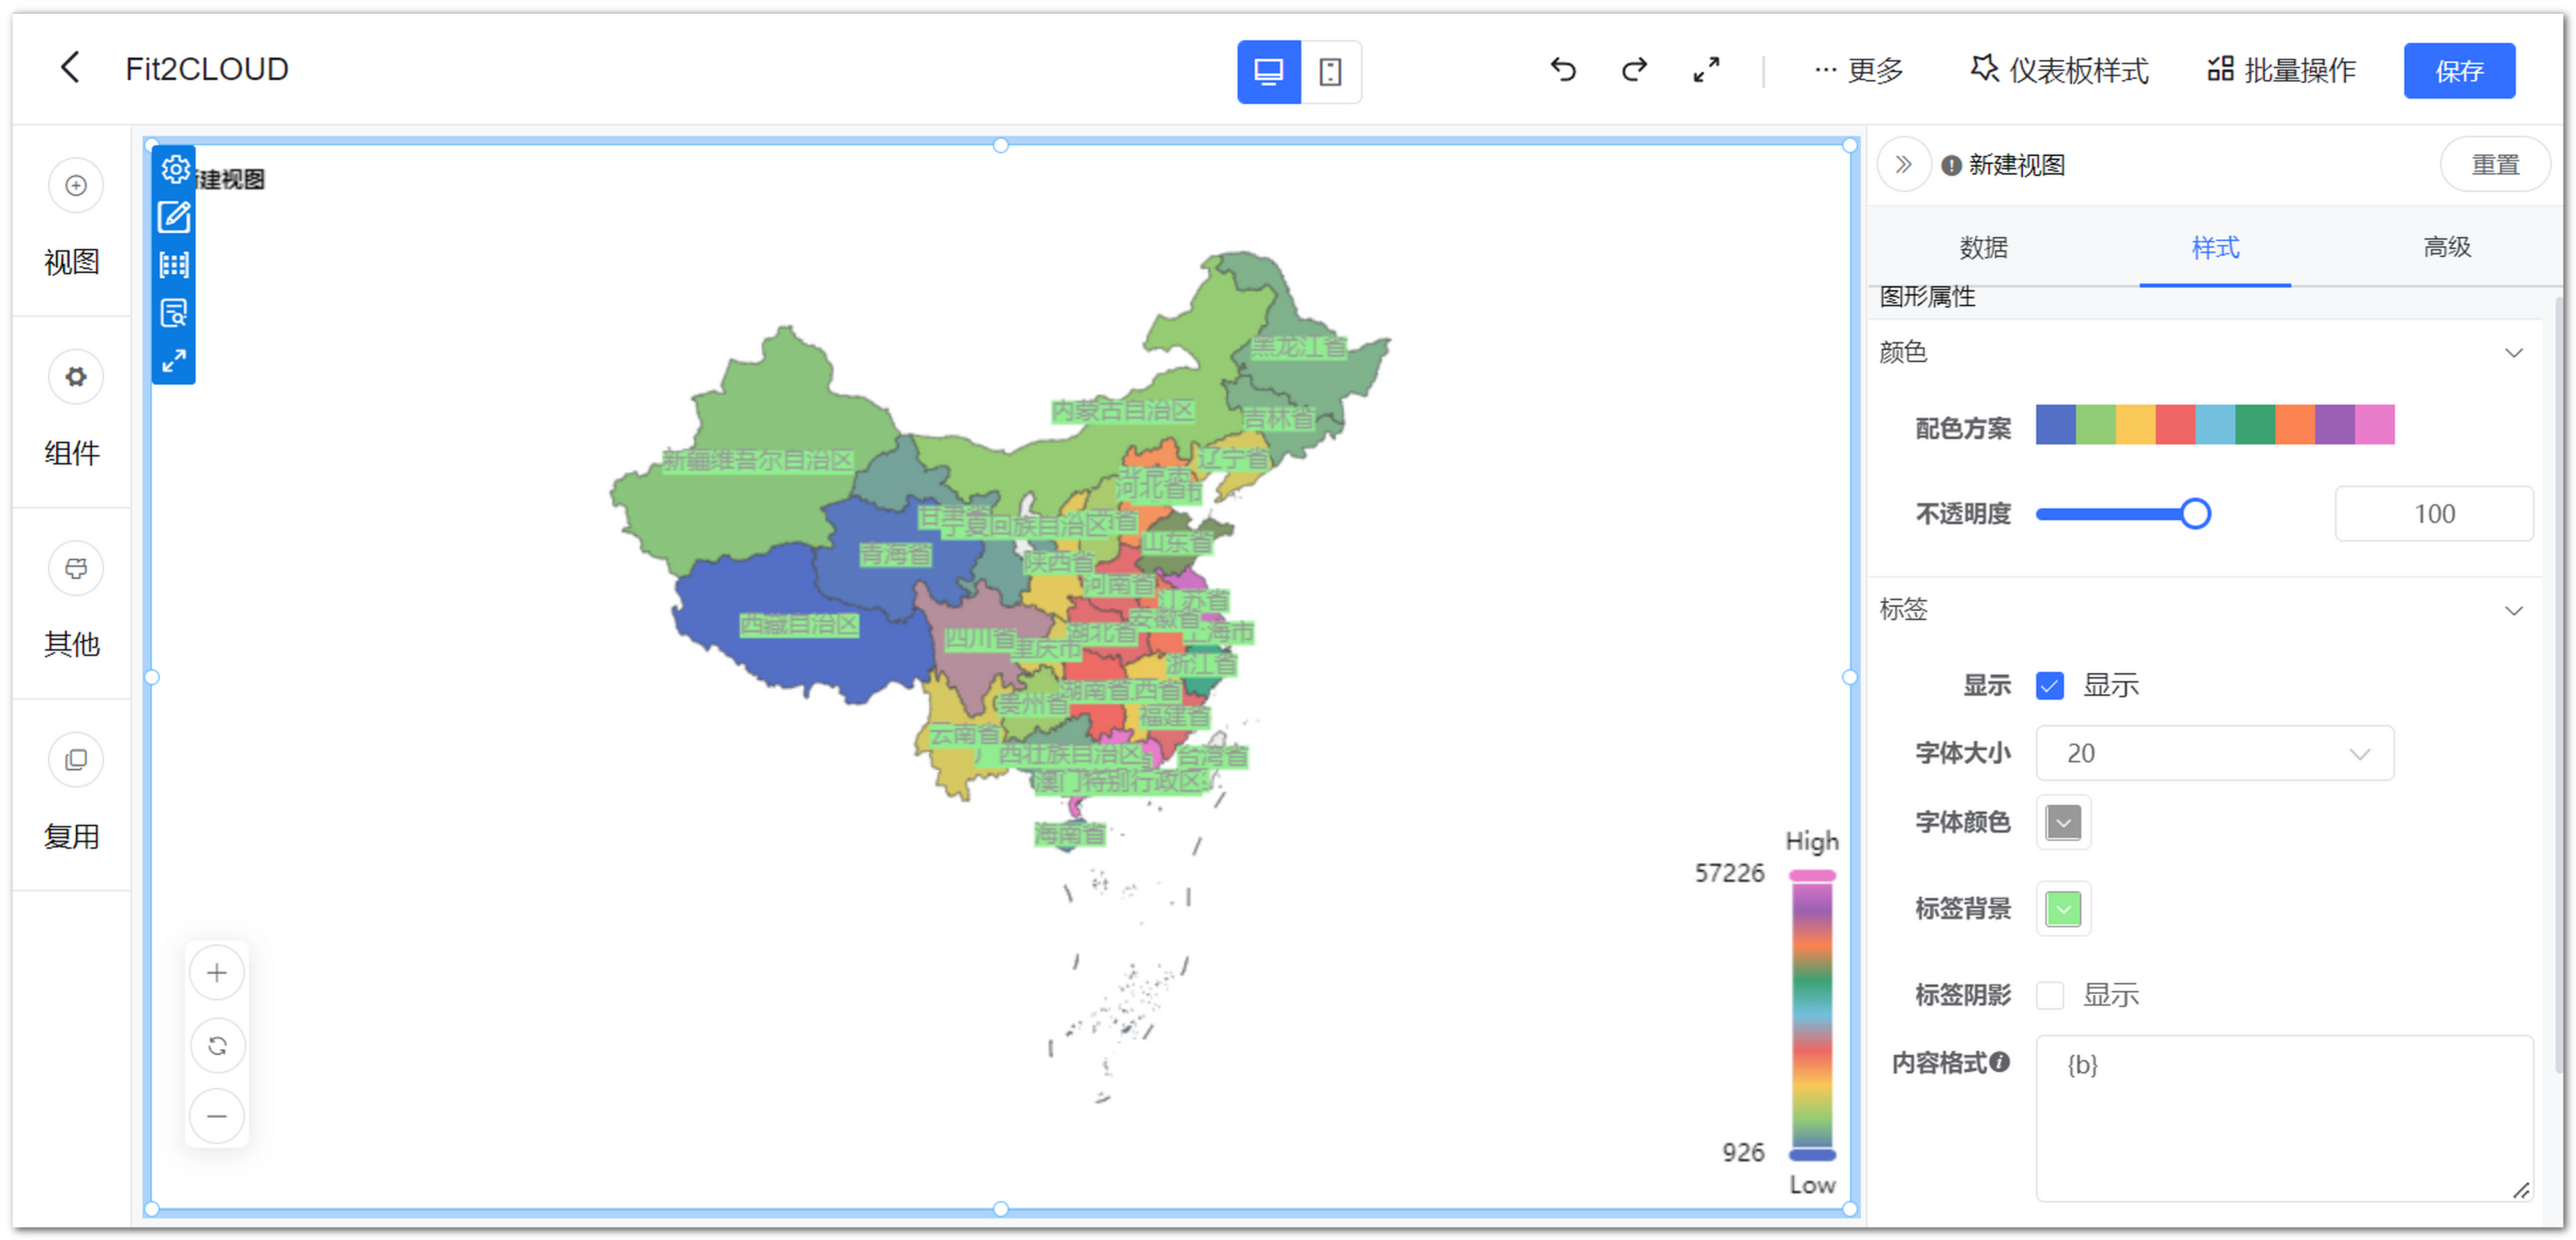 Fit2CLOUD
更多
仪表板样式
批量操作
保存
视图
组件
其他
复用
建视图
黑龙江省
内蒙古自治区
吉林省
新疆维吾尔自治区
辽宁省
河北省
甘肃省
宁夏回族自治区
山东省
青海省
陕西省
河南省
江苏省
西藏自治区
安徽省
湖北省
上海市
四川省
重庆市
浙江省
湖南省
西省
贵州省
福建省
云南省
广西壮族自治区
台湾省
澳门特别行政区
海南省
High
57226
926
Low
新建视图
重置
数据
样式
高级
图形属性
颜色
配色方案
不透明度
100
标签
显示
显示
字体大小
20
字体颜色
标签背景
标签阴影
显示
内容格式
{b}